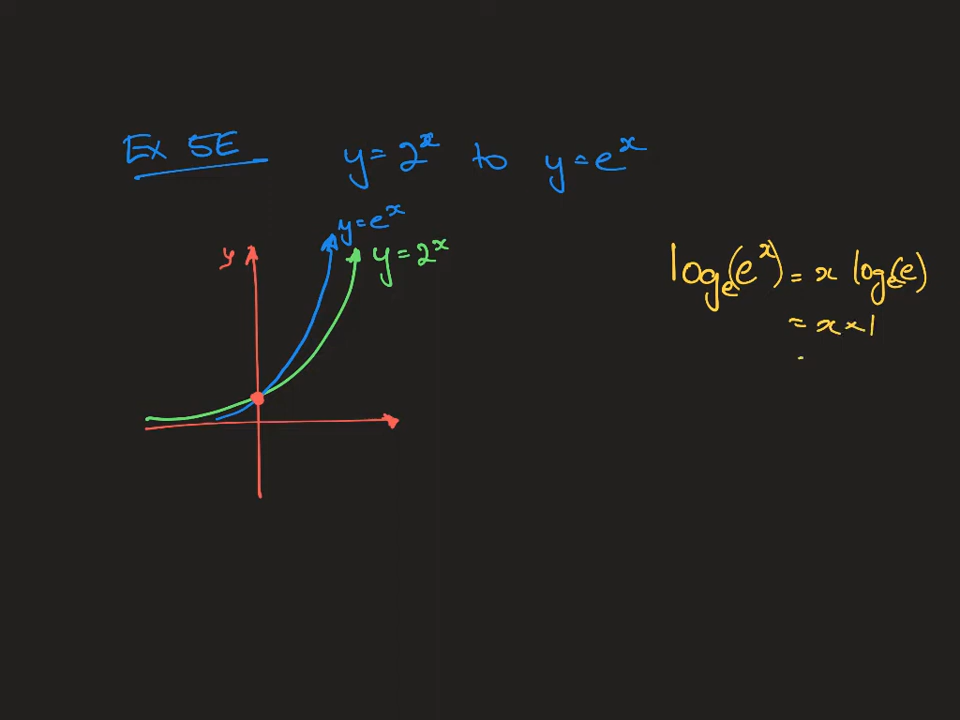 Ex 5E
y = 2^x to y = e^x
y = e^x
y = 2^x
y
log_e(e^x) = x log_e(e)
= x × 1